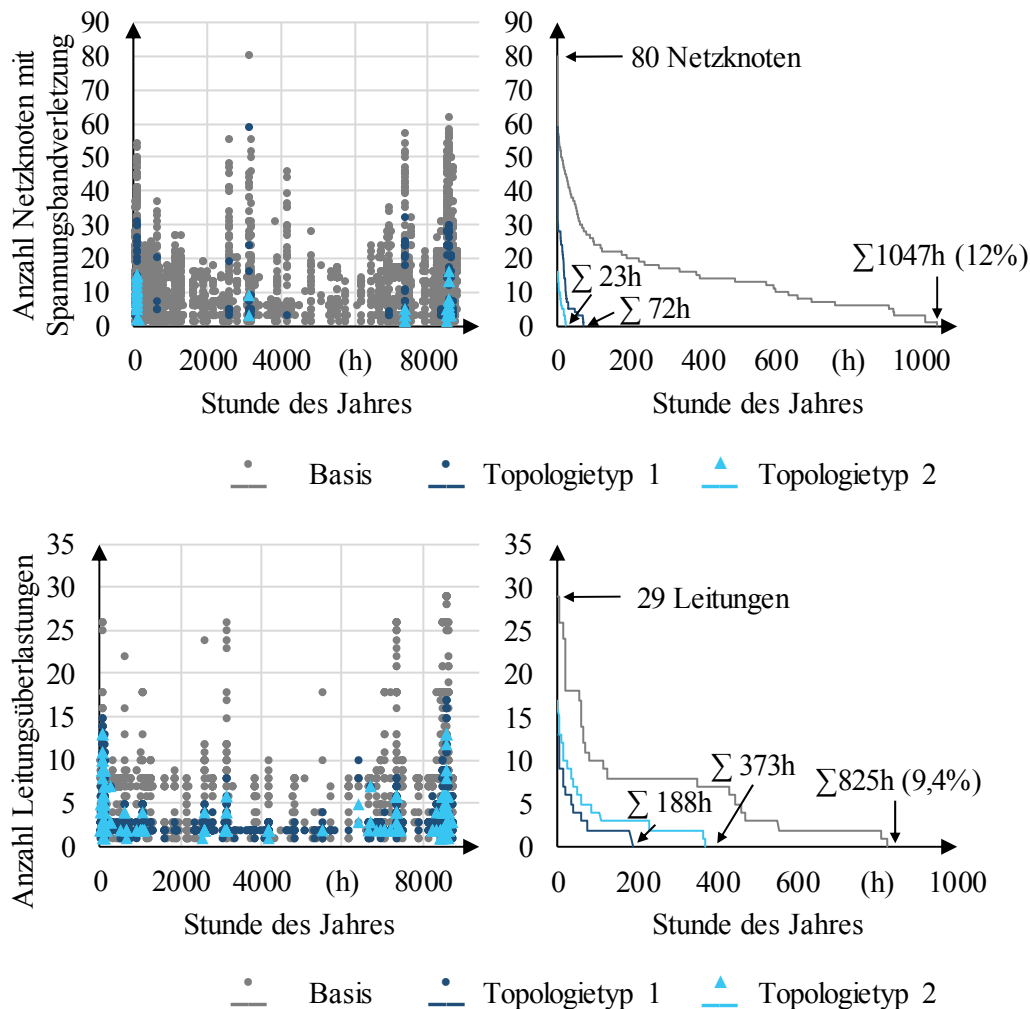 Anzahl Netzknoten mit
Spannungsbandverletzung
90
80
70
60
50
40
30
20
10
0
0 2000 4000 (h) 8000
Stunde des Jahres
90
80
70
60
50
40
30
20
10
0
80 Netzknoten
∑1047h (12%)
∑ 23h
∑ 72h
0 200 400 600 (h) 1000
Stunde des Jahres
Basis Topologietyp 1 Topologietyp 2
Anzahl Leitungsüberlastungen
35
30
25
20
15
10
5
0
0 2000 4000 (h) 8000
Stunde des Jahres
35
30
25
20
15
10
5
0
29 Leitungen
∑ 373h
∑825h (9,4%)
∑ 188h
0 200 400 600 (h) 1000
Stunde des Jahres
Basis Topologietyp 1 Topologietyp 2